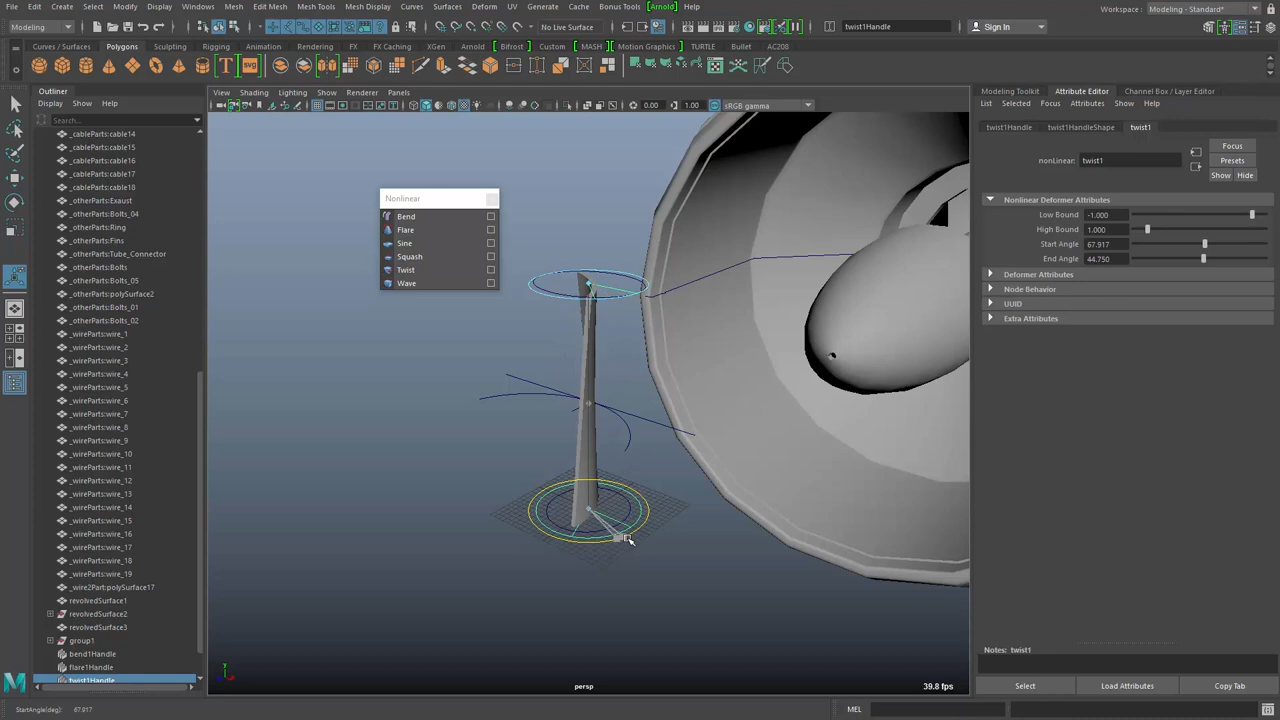 File Edit Create Select Modify Display Windows Mesh Edit Mesh Mesh Tools Mesh Display Curves Surfaces Deform UV Generate Cache Bonus Tools [Arnold] Help
Workspace : Modeling - Standard*
Modeling
No Live Surface
twist1Handle
Sign In
Curves / Surfaces Polygons Sculpting Rigging Animation Rendering FX FX Caching XGen Arnold Bifrost Custom MASH Motion Graphics TURTLE Bullet AC208
Outliner
Display Show Help
Search...
_cableParts:cable14
_cableParts:cable15
_cableParts:cable16
_cableParts:cable17
_cableParts:cable18
_otherParts:Exaust
_otherParts:Bolts_04
_otherParts:Ring
_otherParts:Fins
_otherParts:Tube_Connector
_otherParts:Bolts
_otherParts:Bolts_05
_otherParts:polySurface2
_otherParts:Bolts_01
_otherParts:Bolts_02
_wireParts:wire_1
_wireParts:wire_2
_wireParts:wire_3
_wireParts:wire_4
_wireParts:wire_5
_wireParts:wire_6
_wireParts:wire_7
_wireParts:wire_8
_wireParts:wire_9
_wireParts:wire_10
_wireParts:wire_11
_wireParts:wire_12
_wireParts:wire_13
_wireParts:wire_14
_wireParts:wire_15
_wireParts:wire_16
_wireParts:wire_17
_wireParts:wire_18
_wireParts:wire_19
_wire2Part:polySurface17
revolvedSurface1
revolvedSurface2
revolvedSurface3
group1
bend1Handle
flare1Handle
twist1Handle
View Shading Lighting Show Renderer Panels
0.00 1.00 sRGB gamma
Nonlinear
Bend
Flare
Sine
Squash
Twist
Wave
persp
39.8 fps
Modeling Toolkit Attribute Editor Channel Box / Layer Editor
List Selected Focus Attributes Show Help
twist1Handle twist1HandleShape twist1
nonLinear: twist1
Focus
Presets
Show Hide
Nonlinear Deformer Attributes
Low Bound -1.000
High Bound 1.000
Start Angle 67.917
End Angle 44.750
Deformer Attributes
Node Behavior
UUID
Extra Attributes
Notes: twist1
Select Load Attributes Copy Tab
StartAngle(deg): 67.917
MEL